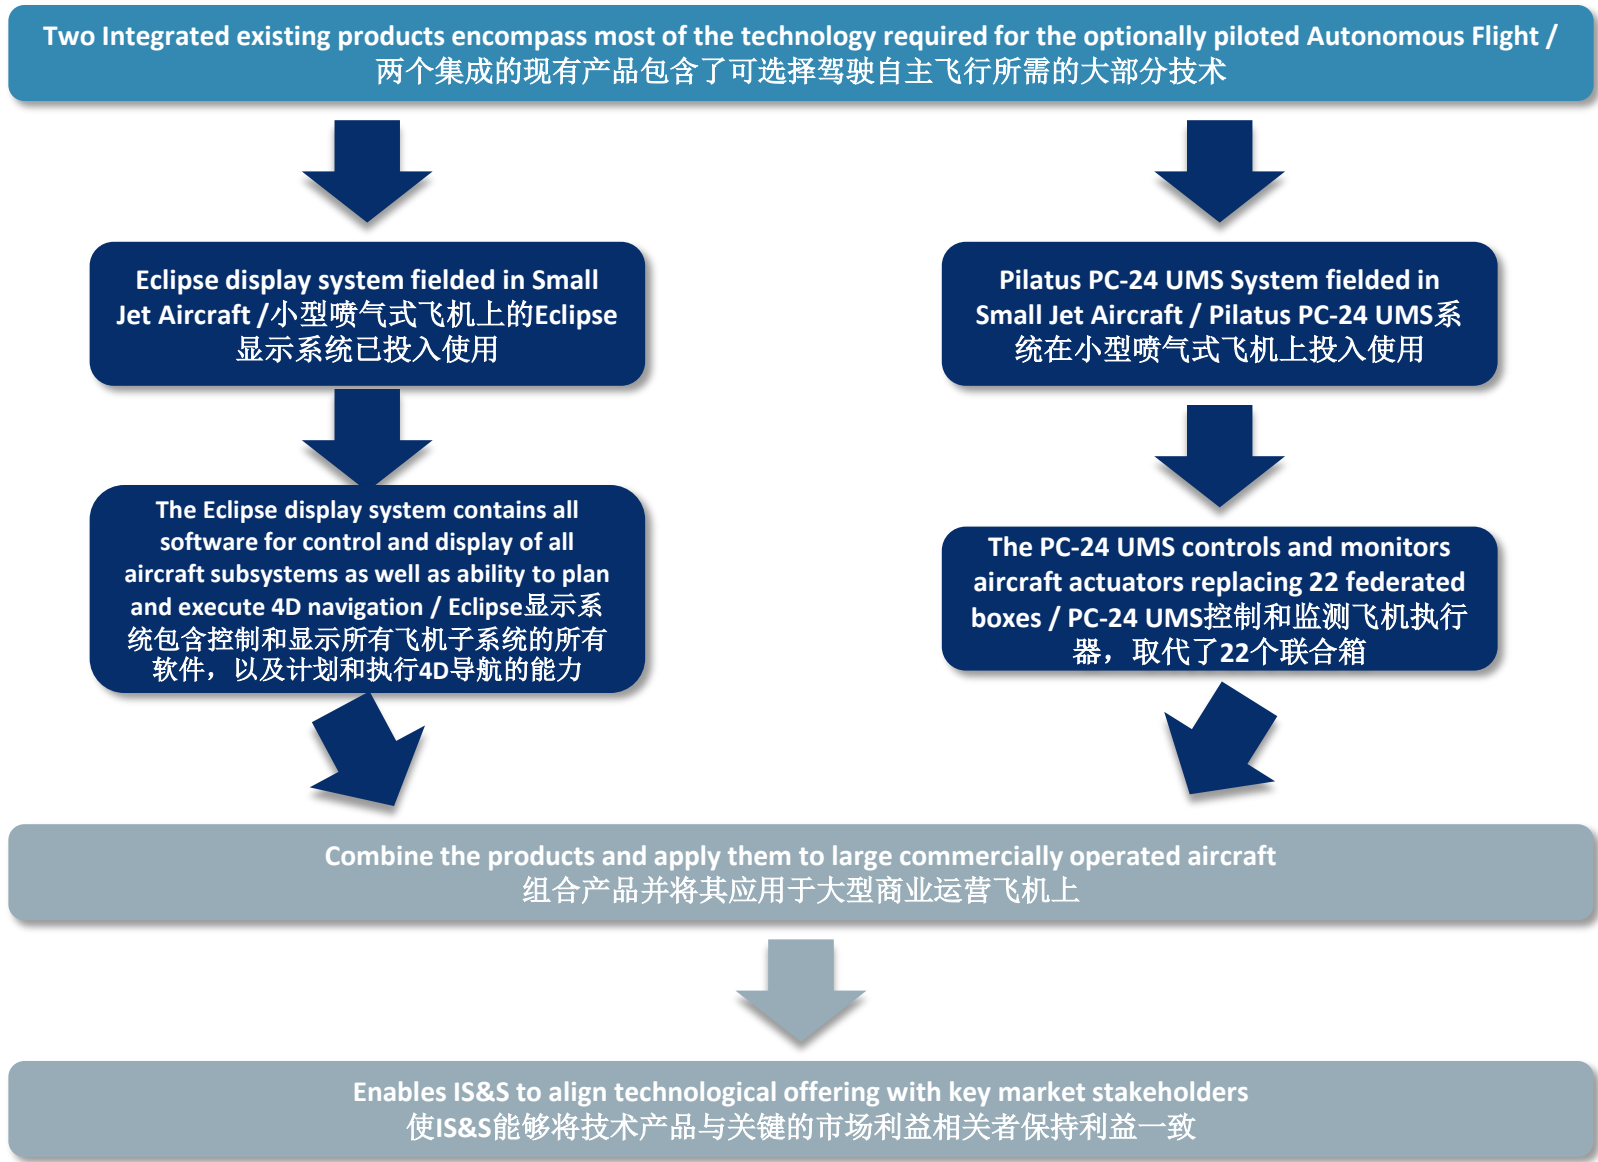 Two Integrated existing products encompass most of the technology required for the optionally piloted Autonomous Flight /
两个集成的现有产品包含了可选择驾驶自主飞行所需的大部分技术
Eclipse display system fielded in Small
Jet Aircraft /小型喷气式飞机上的Eclipse
显示系统已投入使用
Pilatus PC-24 UMS System fielded in
Small Jet Aircraft / Pilatus PC-24 UMS系
统在小型喷气式飞机上投入使用
The Eclipse display system contains all
software for control and display of all
aircraft subsystems as well as ability to plan
and execute 4D navigation / Eclipse显示系
统包含控制和显示所有飞机子系统的所有
软件，以及计划和执行4D导航的能力
The PC-24 UMS controls and monitors
aircraft actuators replacing 22 federated
boxes / PC-24 UMS控制和监测飞机执行
器，取代了22个联合箱
Combine the products and apply them to large commercially operated aircraft
组合产品并将其应用于大型商业运营飞机上
Enables IS&S to align technological offering with key market stakeholders
使IS&S能够将技术产品与关键的市场利益相关者保持利益一致